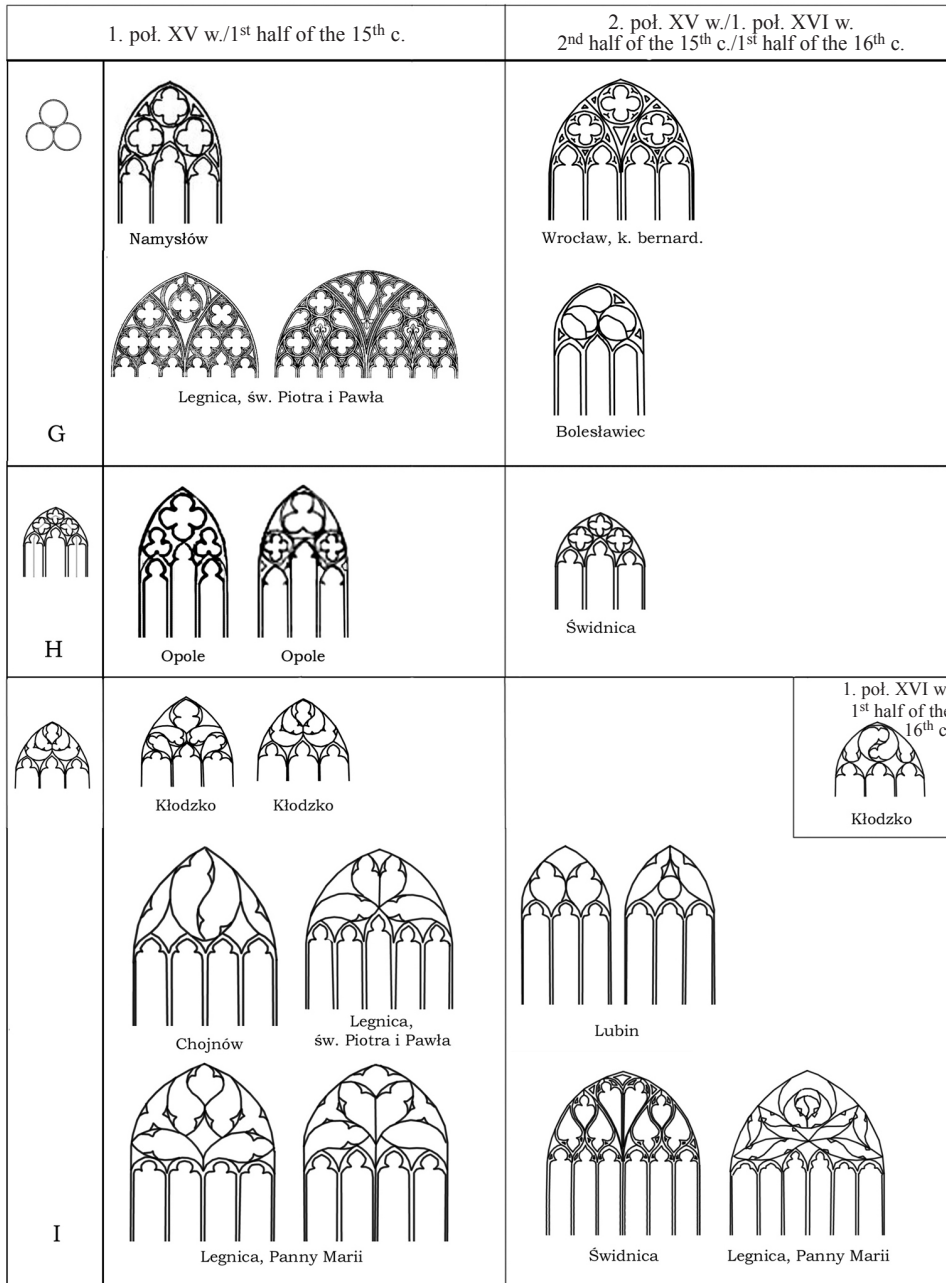 1. poł. XV w./1st half of the 15th c.
2. poł. XV w./1. poł. XVI w.
2nd half of the 15th c./1st half of the 16th c.
G
Namysłów
Wrocław, k. bernard.
Legnica, św. Piotra i Pawła
Bolesławiec
H
Opole
Opole
Świdnica
I
Kłodzko
Kłodzko
1. poł. XVI w
1st half of the
16th c
Kłodzko
Chojnów
Legnica,
św. Piotra i Pawła
Lubin
Legnica, Panny Marii
Świdnica
Legnica, Panny Marii